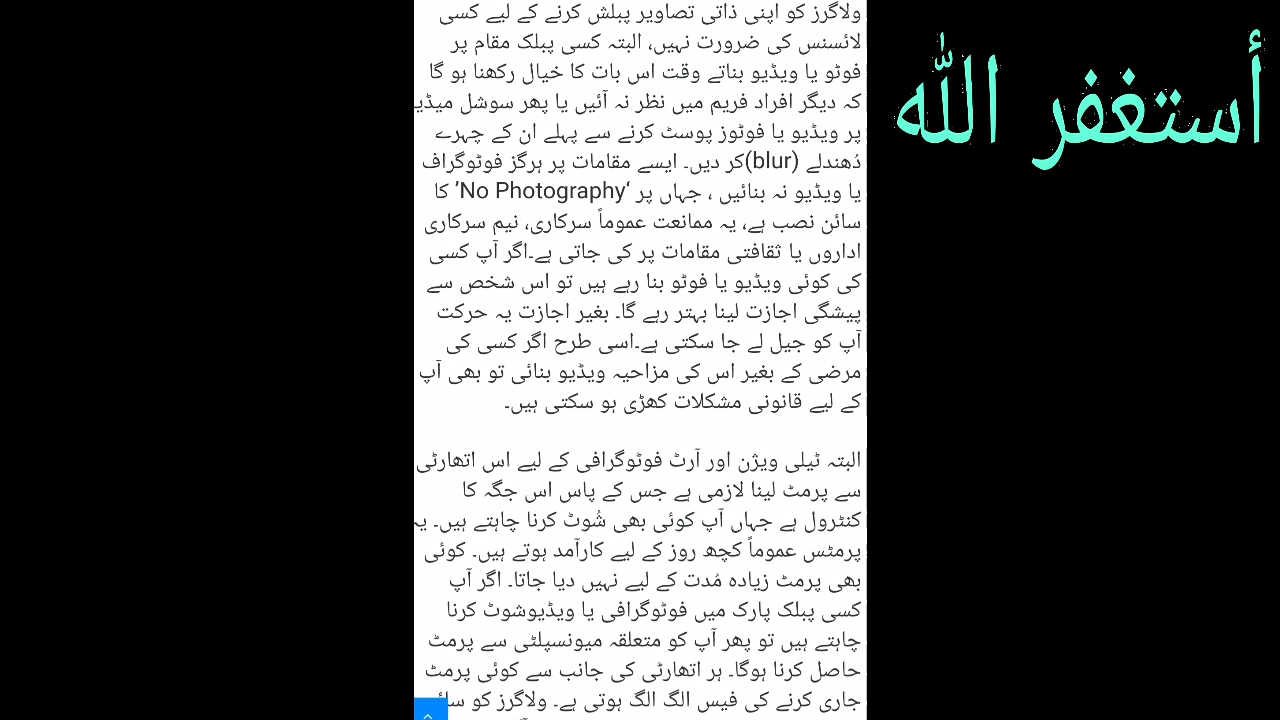 ولاگرز کو اپنی ذاتی تصاویر پبلش کرنے کے لیے کسی
لائسنس کی ضرورت نہیں، البتہ کسی پبلک مقام پر
فوٹو یا ویڈیو بناتے وقت اس بات کا خیال رکھنا ہو گا
کہ دیگر افراد فریم میں نظر نہ آئیں یا پھر سوشل میڈیا
پر ویڈیو یا فوٹوز پوسٹ کرنے سے پہلے ان کے چہرے
دُھندلے (blur)کر دیں۔ ایسے مقامات پر ہرگز فوٹوگراف
یا ویڈیو نہ بنائیں ، جہاں پر ‘No Photography’ کا
سائن نصب ہے، یہ ممانعت عموماً سرکاری، نیم سرکاری
اداروں یا ثقافتی مقامات پر کی جاتی ہے۔اگر آپ کسی
کی کوئی ویڈیو یا فوٹو بنا رہے ہیں تو اس شخص سے
پیشگی اجازت لینا بہتر رہے گا۔ بغیر اجازت یہ حرکت
آپ کو جیل لے جا سکتی ہے۔اسی طرح اگر کسی کی
مرضی کے بغیر اس کی مزاحیہ ویڈیو بنائی تو بھی آپ
کے لیے قانونی مشکلات کھڑی ہو سکتی ہیں۔
البتہ ٹیلی ویژن اور آرٹ فوٹوگرافی کے لیے اس اتھارٹی
سے پرمٹ لینا لازمی ہے جس کے پاس اس جگہ کا
کنٹرول ہے جہاں آپ کوئی بھی شُوٹ کرنا چاہتے ہیں۔ یہ
پرمٹس عموماً کچھ روز کے لیے کارآمد ہوتے ہیں۔ کوئی
بھی پرمٹ زیادہ مُدت کے لیے نہیں دیا جاتا۔ اگر آپ
کسی پبلک پارک میں فوٹوگرافی یا ویڈیوشوٹ کرنا
چاہتے ہیں تو پھر آپ کو متعلقہ میونسپلٹی سے پرمٹ
حاصل کرنا ہوگا۔ ہر اتھارٹی کی جانب سے کوئی پرمٹ
جاری کرنے کی فیس الگ الگ ہوتی ہے۔ ولاگرز کو
أستغفر الله